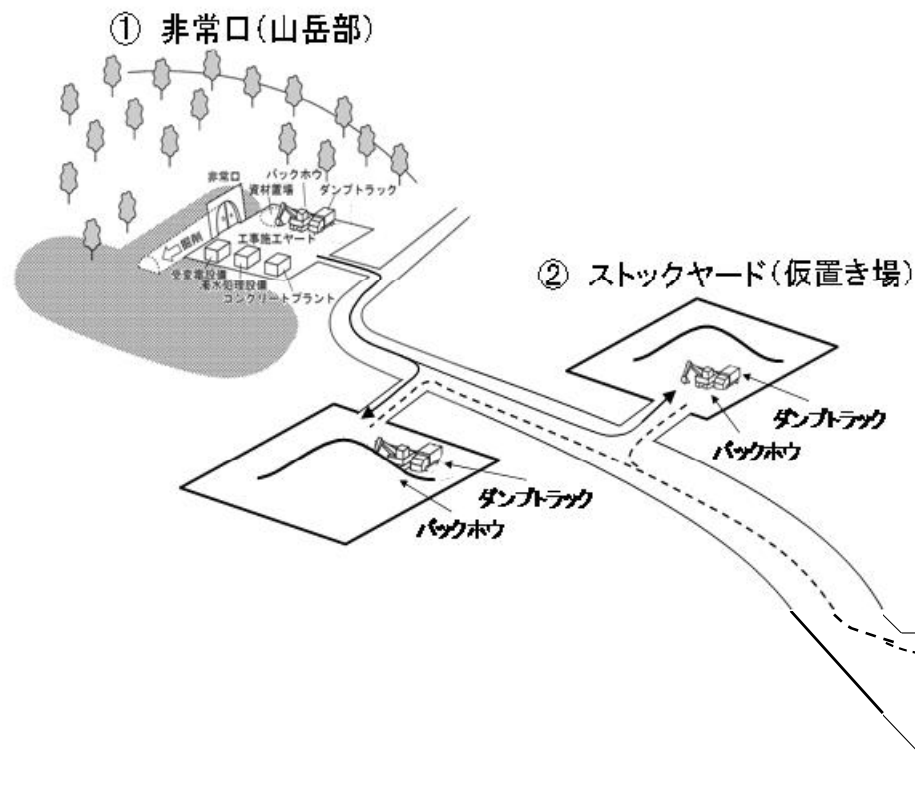 ① 非常口(山岳部)
非常口
バックホウ
資材置場
ダンプトラック
掘削
工事施工ヤード
受変電設備
濁水処理設備
コンクリートプラント
② ストックヤード(仮置き場)
ダンプトラック
バックホウ
ダンプトラック
バックホウ